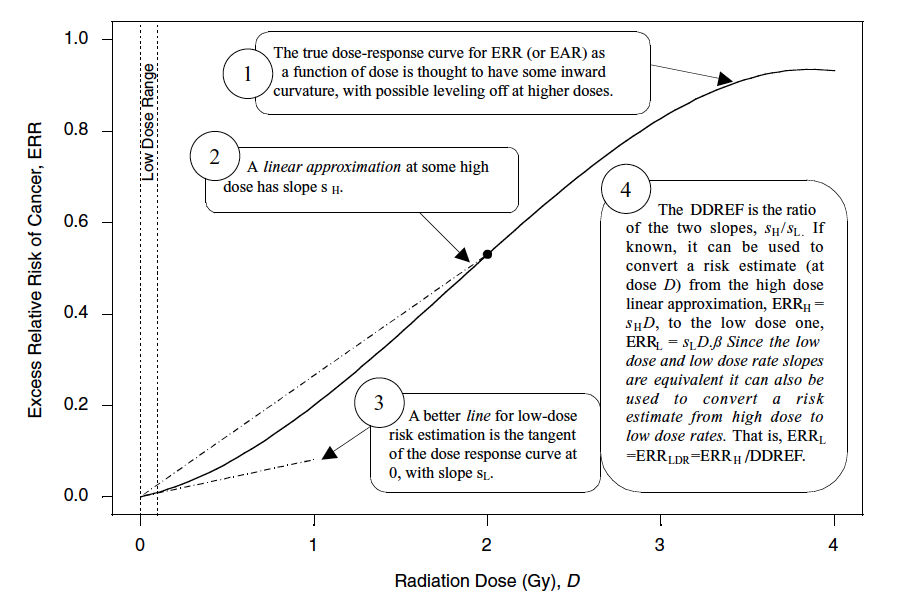 1.0
0.8
0.6
0.4
0.2
0.0
Excess Relative Risk of Cancer, ERR
Low Dose Range
1
The true dose-response curve for ERR (or EAR) as
a function of dose is thought to have some inward
curvature, with possible leveling off at higher doses.
2
A linear approximation at some high
dose has slope s H.
3
A better line for low-dose
risk estimation is the tangent
of the dose response curve at
0, with slope sL.
4
The DDREF is the ratio
of the two slopes, sH/sL. If
known, it can be used to
convert a risk estimate (at
dose D) from the high dose
linear approximation, ERRH =
sHD, to the low dose one,
ERRL = sLD.ß Since the low
dose and low dose rate slopes
are equivalent it can also be
used to convert a risk
estimate from high dose to
low dose rates. That is, ERRL
=ERRLDR=ERRH /DDREF.
0
1
2
3
4
Radiation Dose (Gy), D